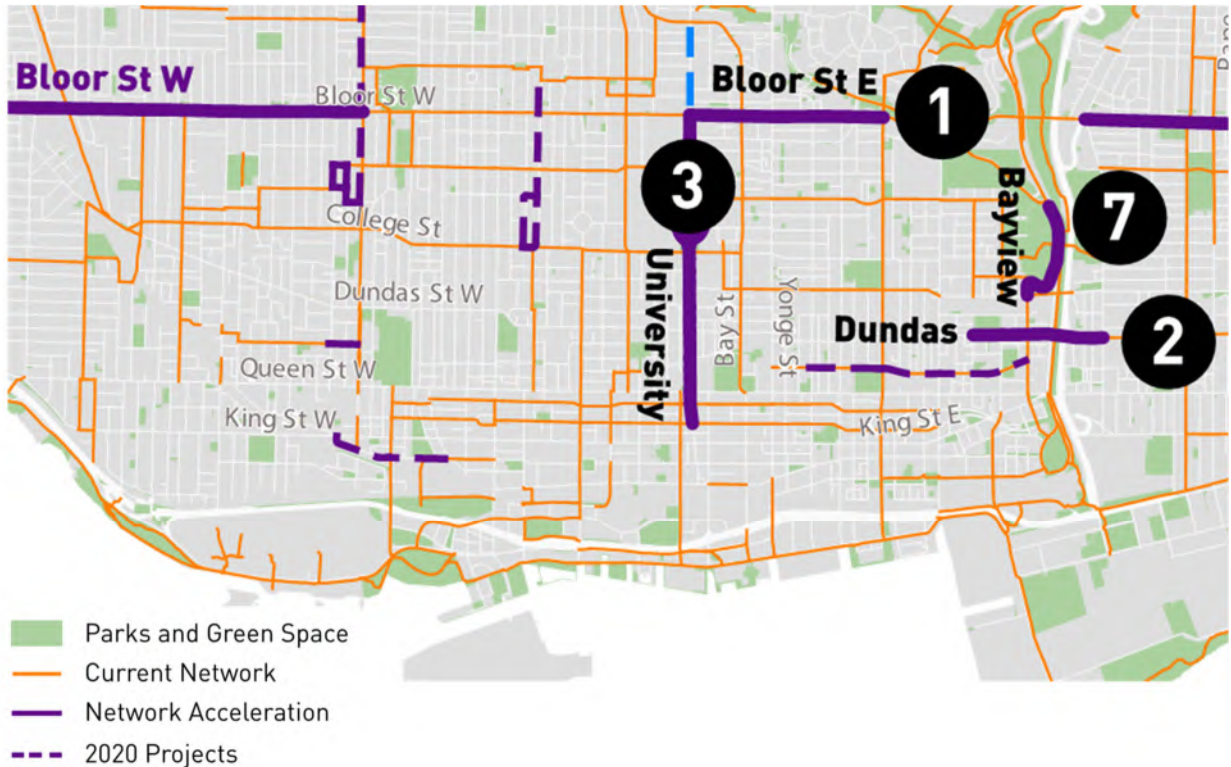 Bloor St W
Bloor St W
Bloor St E
1
3
Bayview
7
College St
University
Dundas St W
Bay St
Yonge St
Dundas
2
Queen St W
King St W
King St E
Parks and Green Space
Current Network
Network Acceleration
2020 Projects